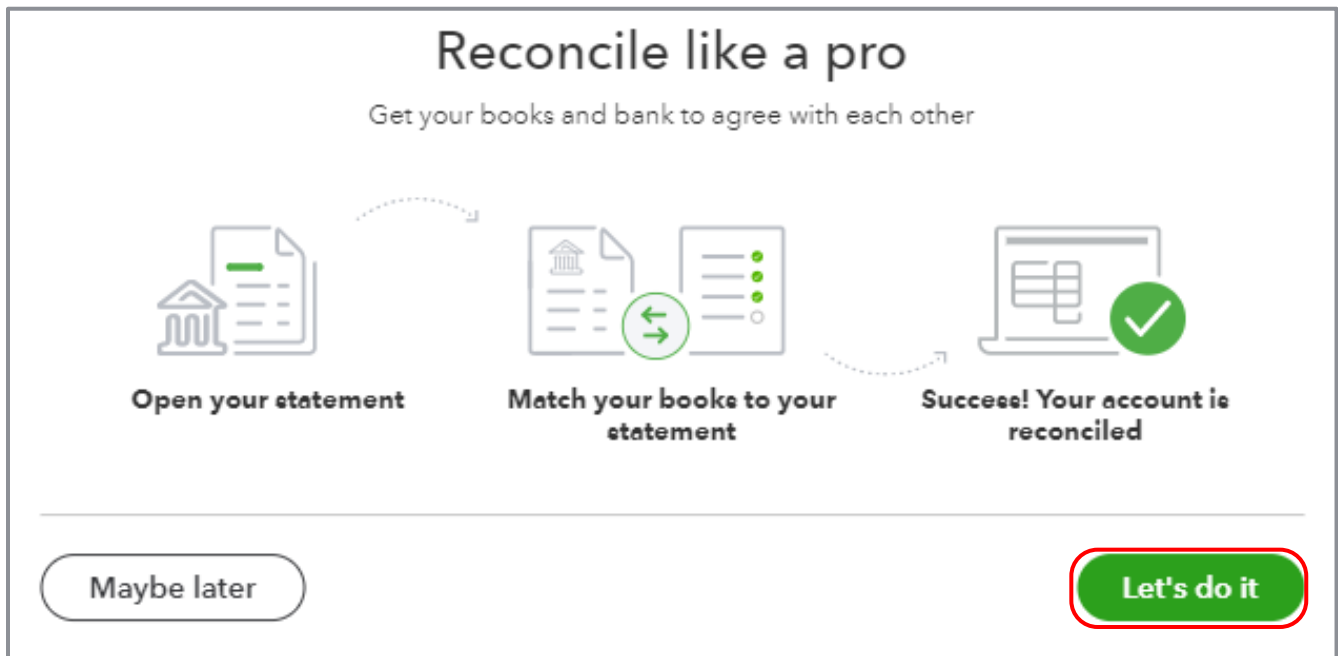 Reconcile like a pro
Get your books and bank to agree with each other
Open your statement
Match your books to your
statement
Success! Your account is
reconciled
Maybe later
Let's do it